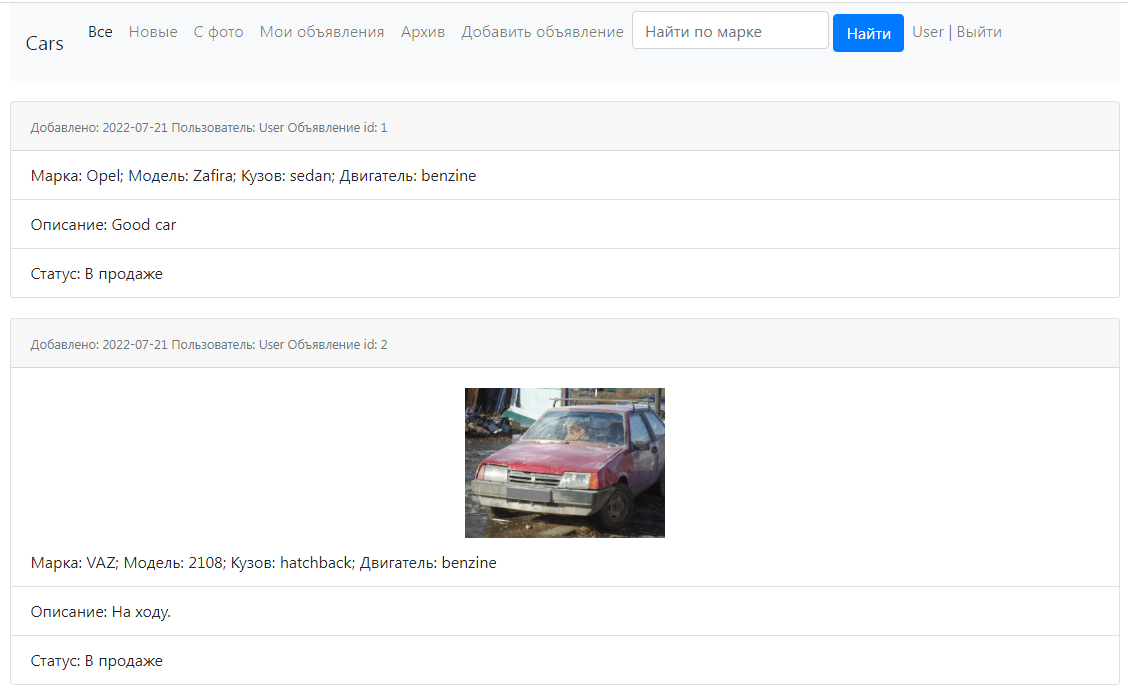 Cars Все Новые С фото Мои объявления Архив Добавить объявление Найти по марке Найти User | Выйти
Добавлено: 2022-07-21 Пользователь: User Объявление id: 1
Марка: Opel; Модель: Zafira; Кузов: sedan; Двигатель: benzine
Описание: Good car
Статус: В продаже
Добавлено: 2022-07-21 Пользователь: User Объявление id: 2
Марка: VAZ; Модель: 2108; Кузов: hatchback; Двигатель: benzine
Описание: На ходу.
Статус: В продаже